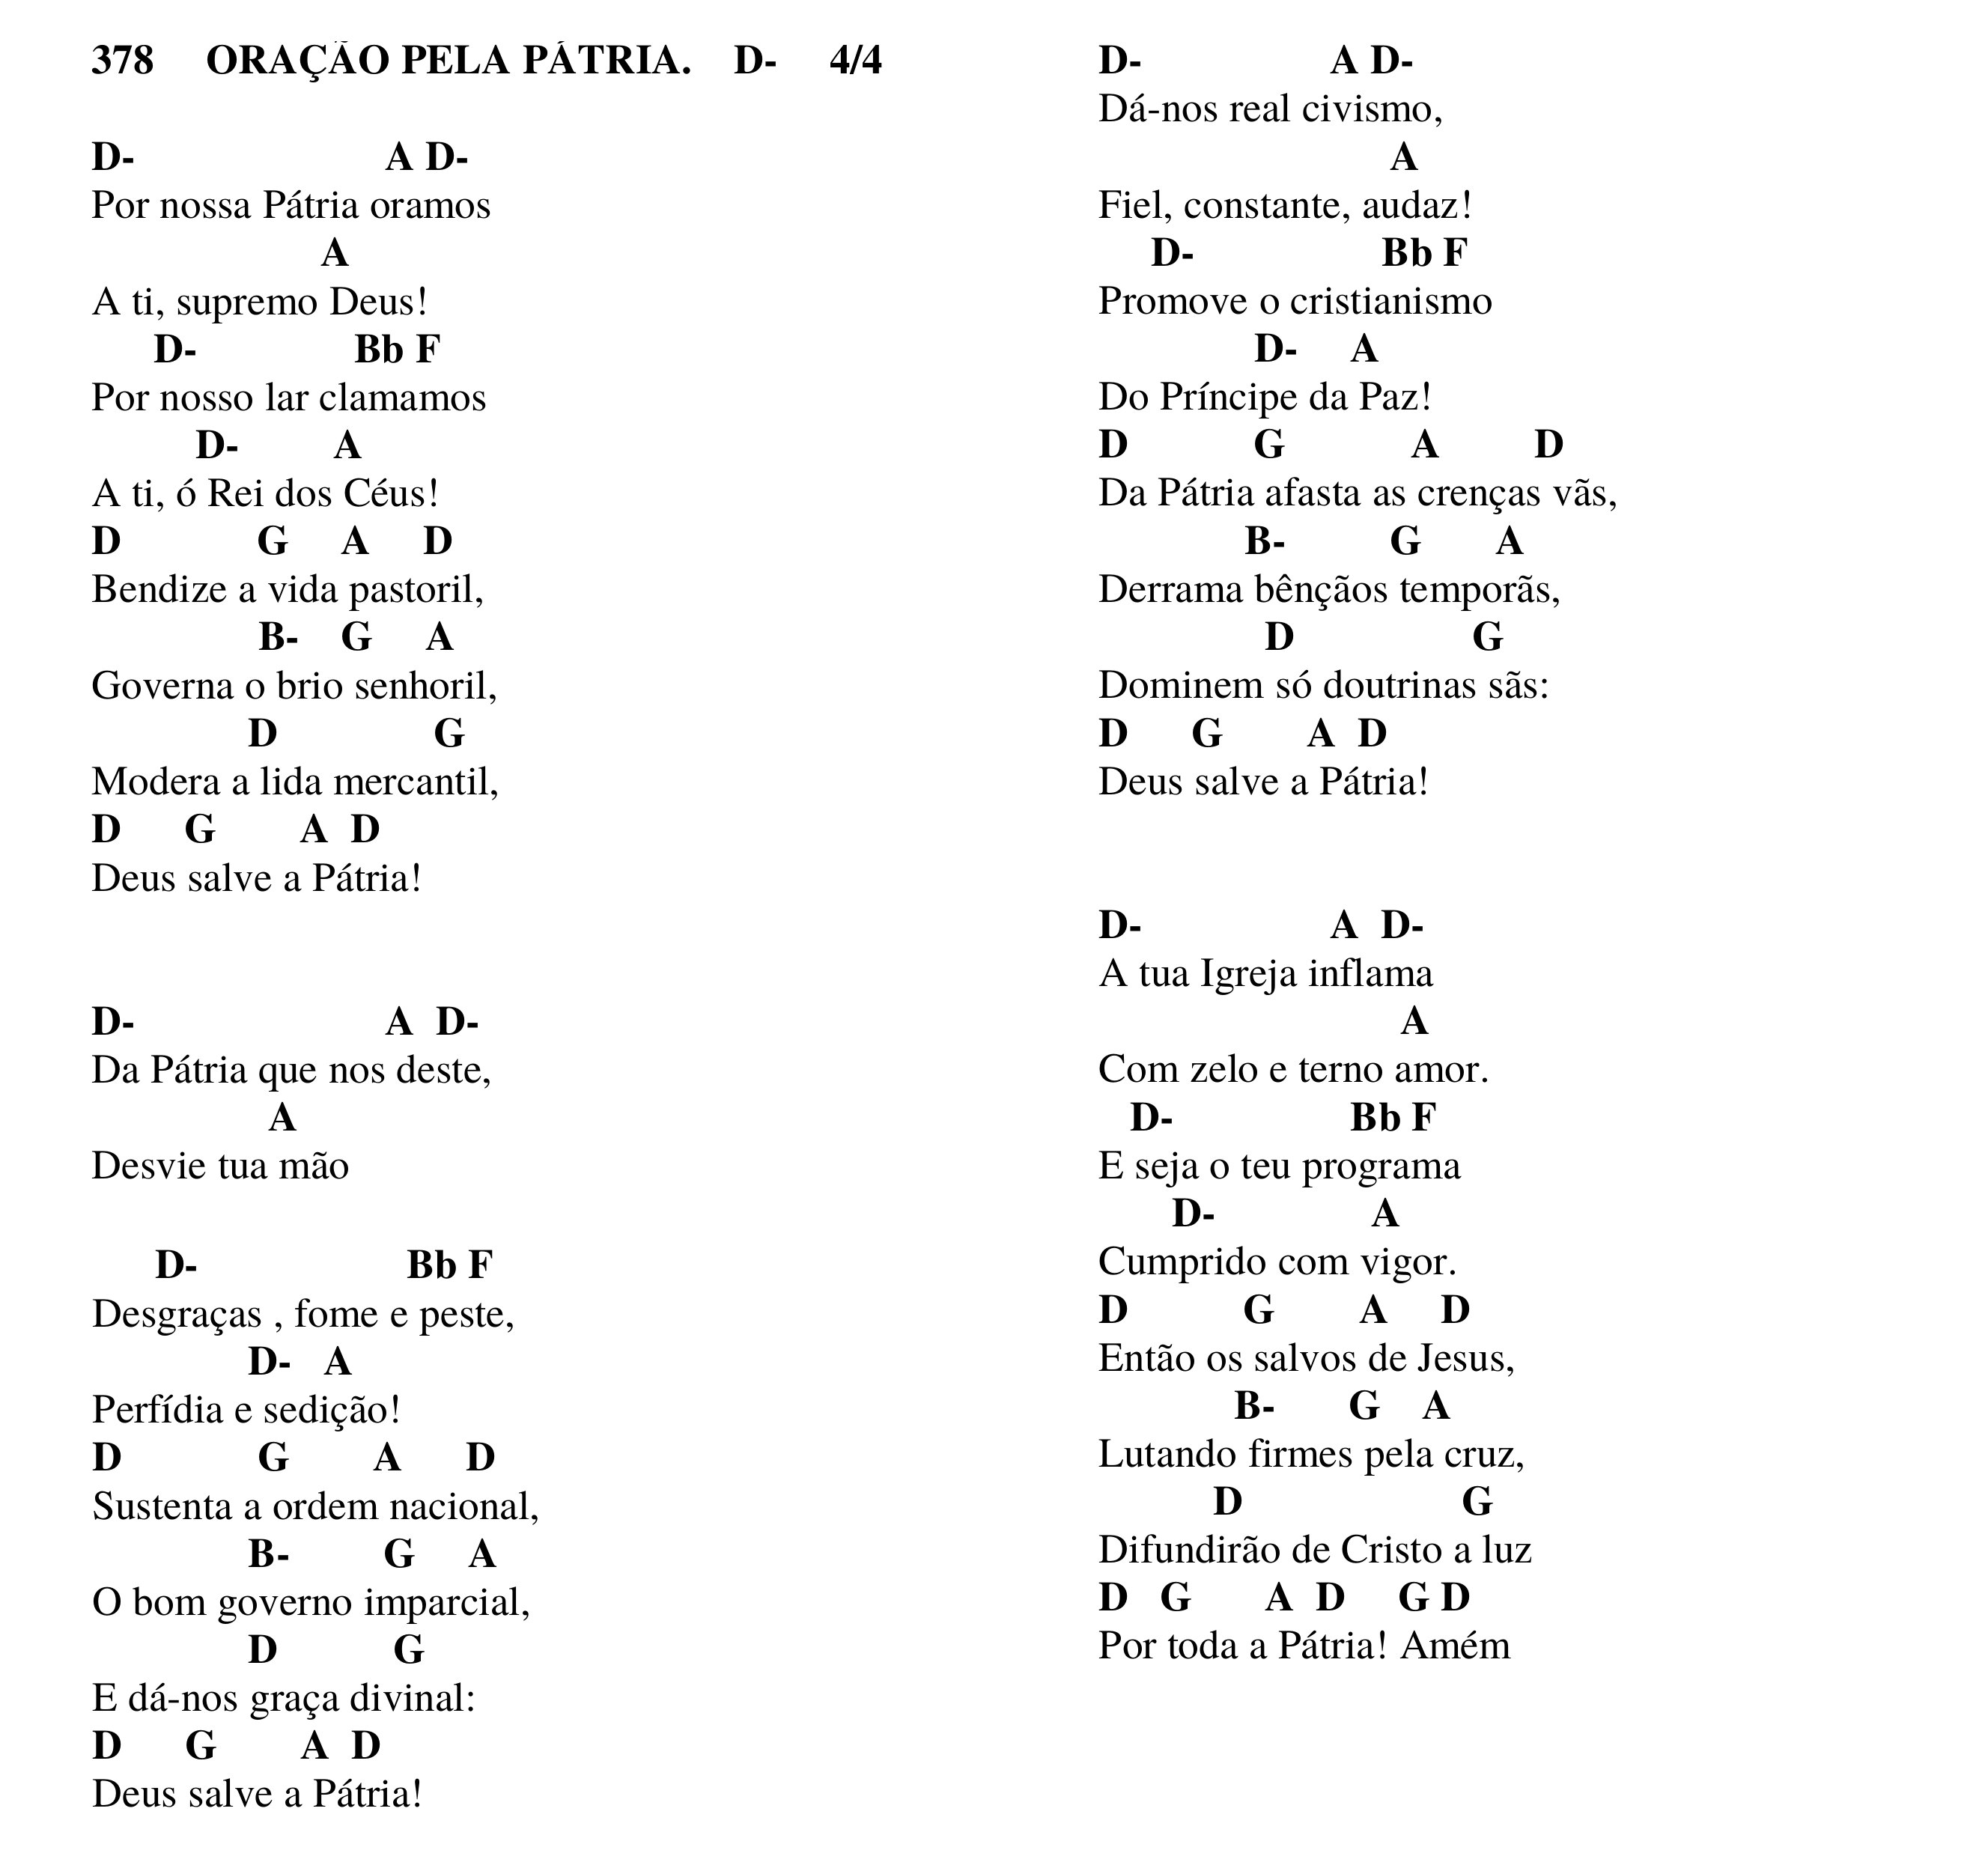 378 ORAÇÃO PELA PÁTRIA. D- 4/4
D- A D-
Por nossa Pátria oramos
A
A ti, supremo Deus!
D- Bb F
Por nosso lar clamamos
D- A
A ti, ó Rei dos Céus!
D G A D
Bendize a vida pastoril,
B- G A
Governa o brio senhoril,
D G
Modera a lida mercantil,
D G A D
Deus salve a Pátria!
D- A D-
Da Pátria que nos deste,
A
Desvie tua mão
D- Bb F
Desgraças , fome e peste,
D- A
Perfídia e sedição!
D G A D
Sustenta a ordem nacional,
B- G A
O bom governo imparcial,
D G
E dá-nos graça divinal:
D G A D
Deus salve a Pátria!
D- A D-
Dá-nos real civismo,
A
Fiel, constante, audaz!
D- Bb F
Promove o cristianismo
D- A
Do Príncipe da Paz!
D G A D
Da Pátria afasta as crenças vãs,
B- G A
Derrama bênçãos temporãs,
D G
Dominem só doutrinas sãs:
D G A D
Deus salve a Pátria!
D- A D-
A tua Igreja inflama
A
Com zelo e terno amor.
D- Bb F
E seja o teu programa
D- A
Cumprido com vigor.
D G A D
Então os salvos de Jesus,
B- G A
Lutando firmes pela cruz,
D G
Difundirão de Cristo a luz
D G A D G D
Por toda a Pátria! Amém